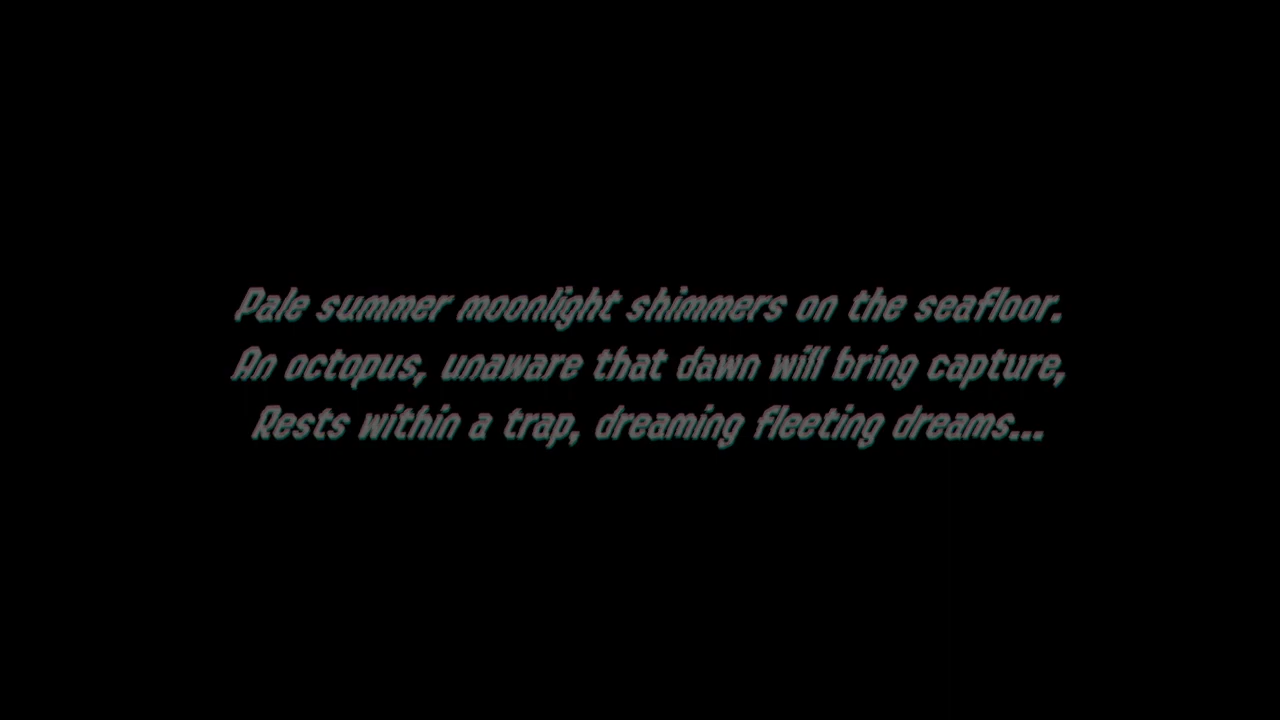 Pale summer moonlight shimmers on the seafloor.
An octopus, unaware that dawn will bring capture,
Rests within a trap, dreaming fleeting dreams...